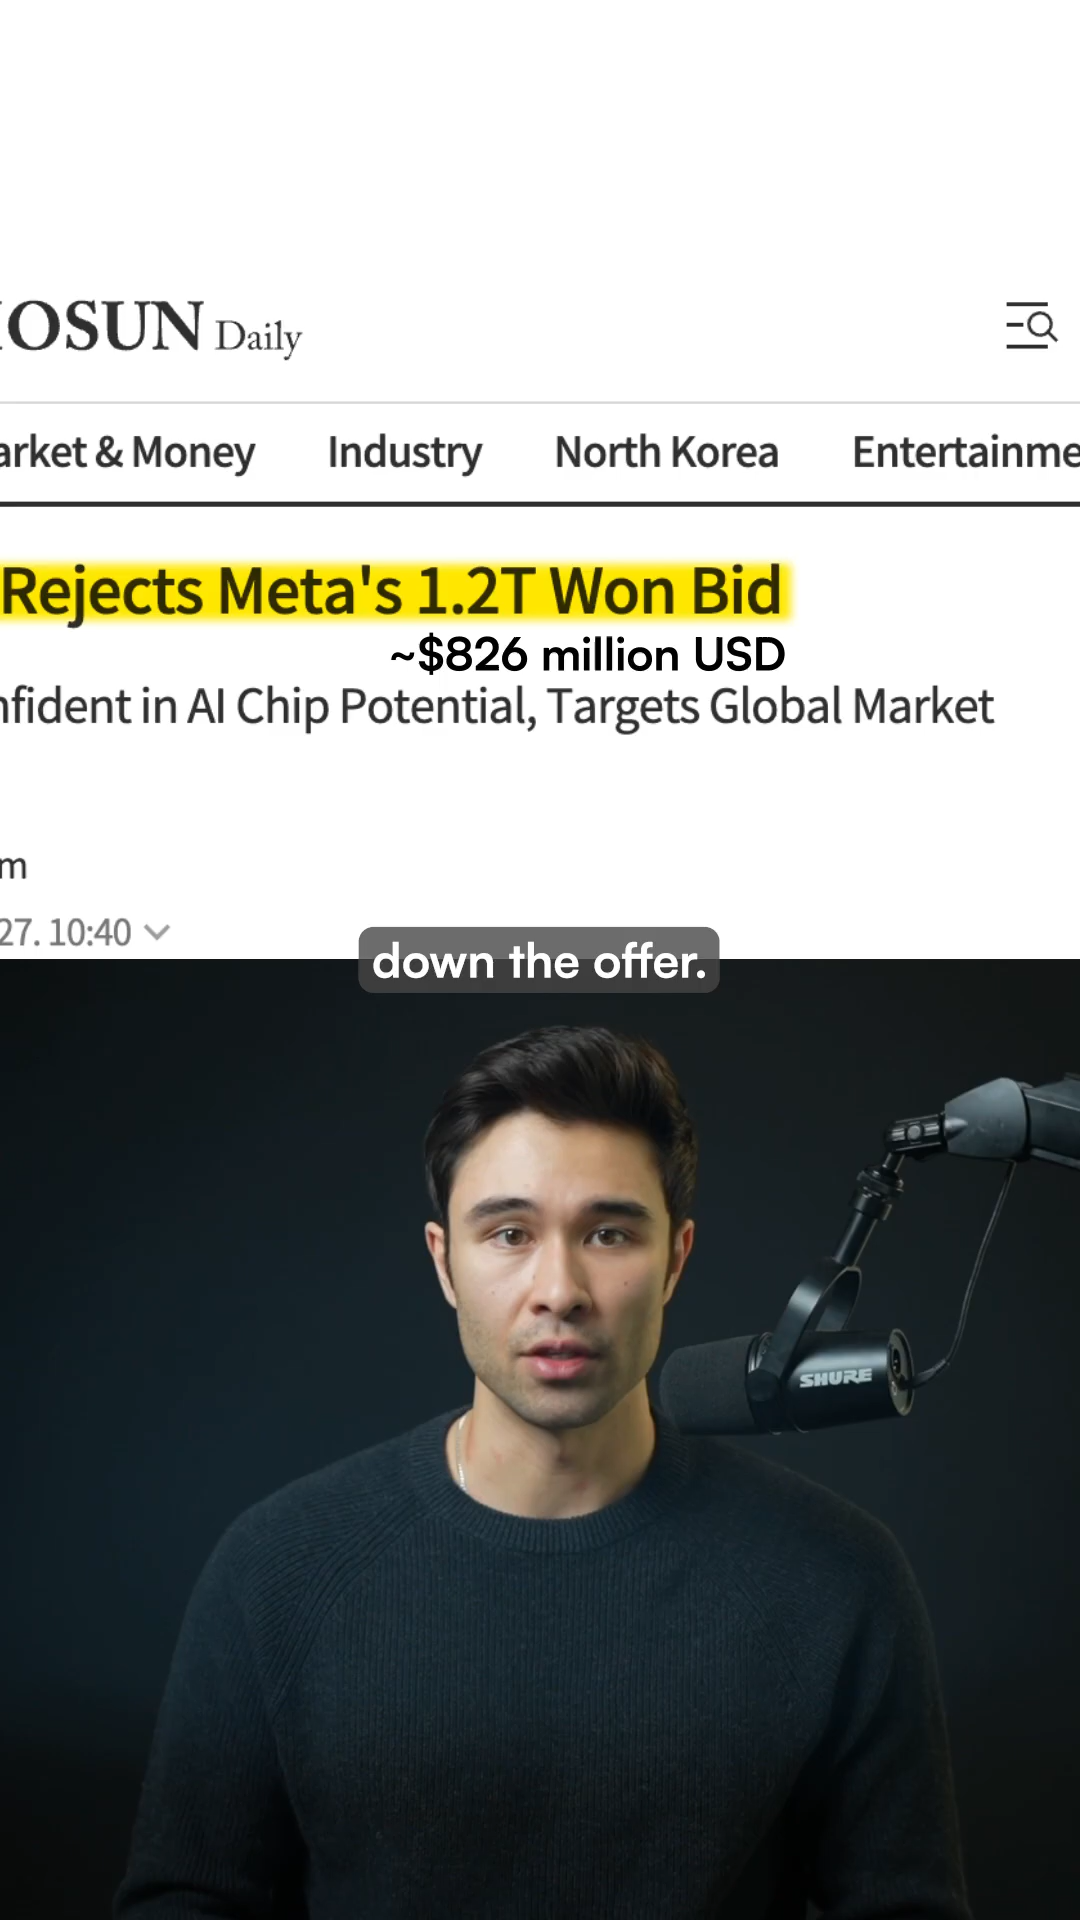 OSUN Daily
arket & Money Industry North Korea Entertainme
Rejects Meta's 1.2T Won Bid
~$826 million USD
nfident in AI Chip Potential, Targets Global Market
m
27. 10:40
down the offer.
SHURE